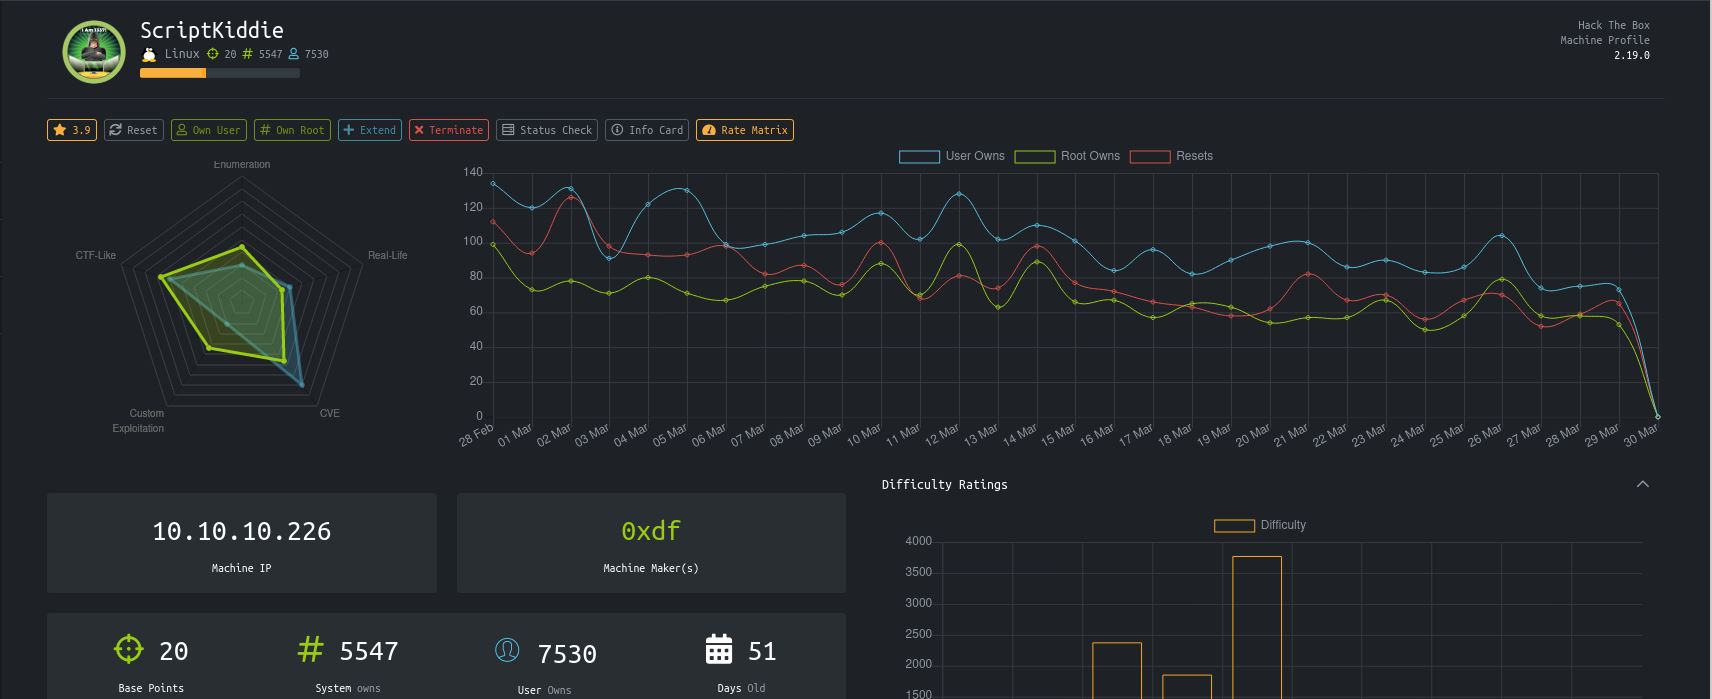 ScriptKiddie
Linux 20 5547 7530
Hack The Box
Machine Profile
2.19.0
3.9 Reset Own User Own Root Extend Terminate Status Check Info Card Rate Matrix
Enumeration
CTF-Like
Real-Life
Custom
Exploitation
CVE
User Owns Root Owns Resets
140
120
100
80
60
40
20
0
28 Feb 01 Mar 02 Mar 03 Mar 04 Mar 05 Mar 06 Mar 07 Mar 08 Mar 09 Mar 10 Mar 11 Mar 12 Mar 13 Mar 14 Mar 15 Mar 16 Mar 17 Mar 18 Mar 19 Mar 20 Mar 21 Mar 22 Mar 23 Mar 24 Mar 25 Mar 26 Mar 27 Mar 28 Mar 29 Mar 30 Mar
10.10.10.226
Machine IP
0xdf
Machine Maker(s)
20
Base Points
5547
System owns
7530
User Owns
51
Days Old
Difficulty Ratings
Difficulty
4000
3500
3000
2500
2000
1500